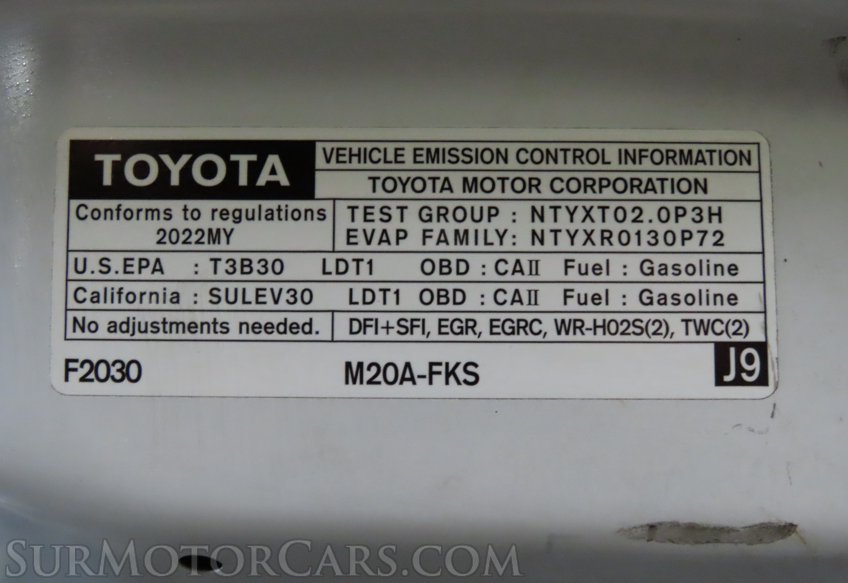 TOYOTA
VEHICLE EMISSION CONTROL INFORMATION
TOYOTA MOTOR CORPORATION
Conforms to regulations
2022MY
TEST GROUP : NTYXT02.0P3H
EVAP FAMILY: NTYXR0130P72
U.S.EPA : T3B30 LDT1 OBD : CAII Fuel : Gasoline
California : SULEV30 LDT1 OBD : CAII Fuel : Gasoline
No adjustments needed.
DFI+SFI, EGR, EGRC, WR-HO2S(2), TWC(2)
F2030 M20A-FKS J9
SurMotorCars.com